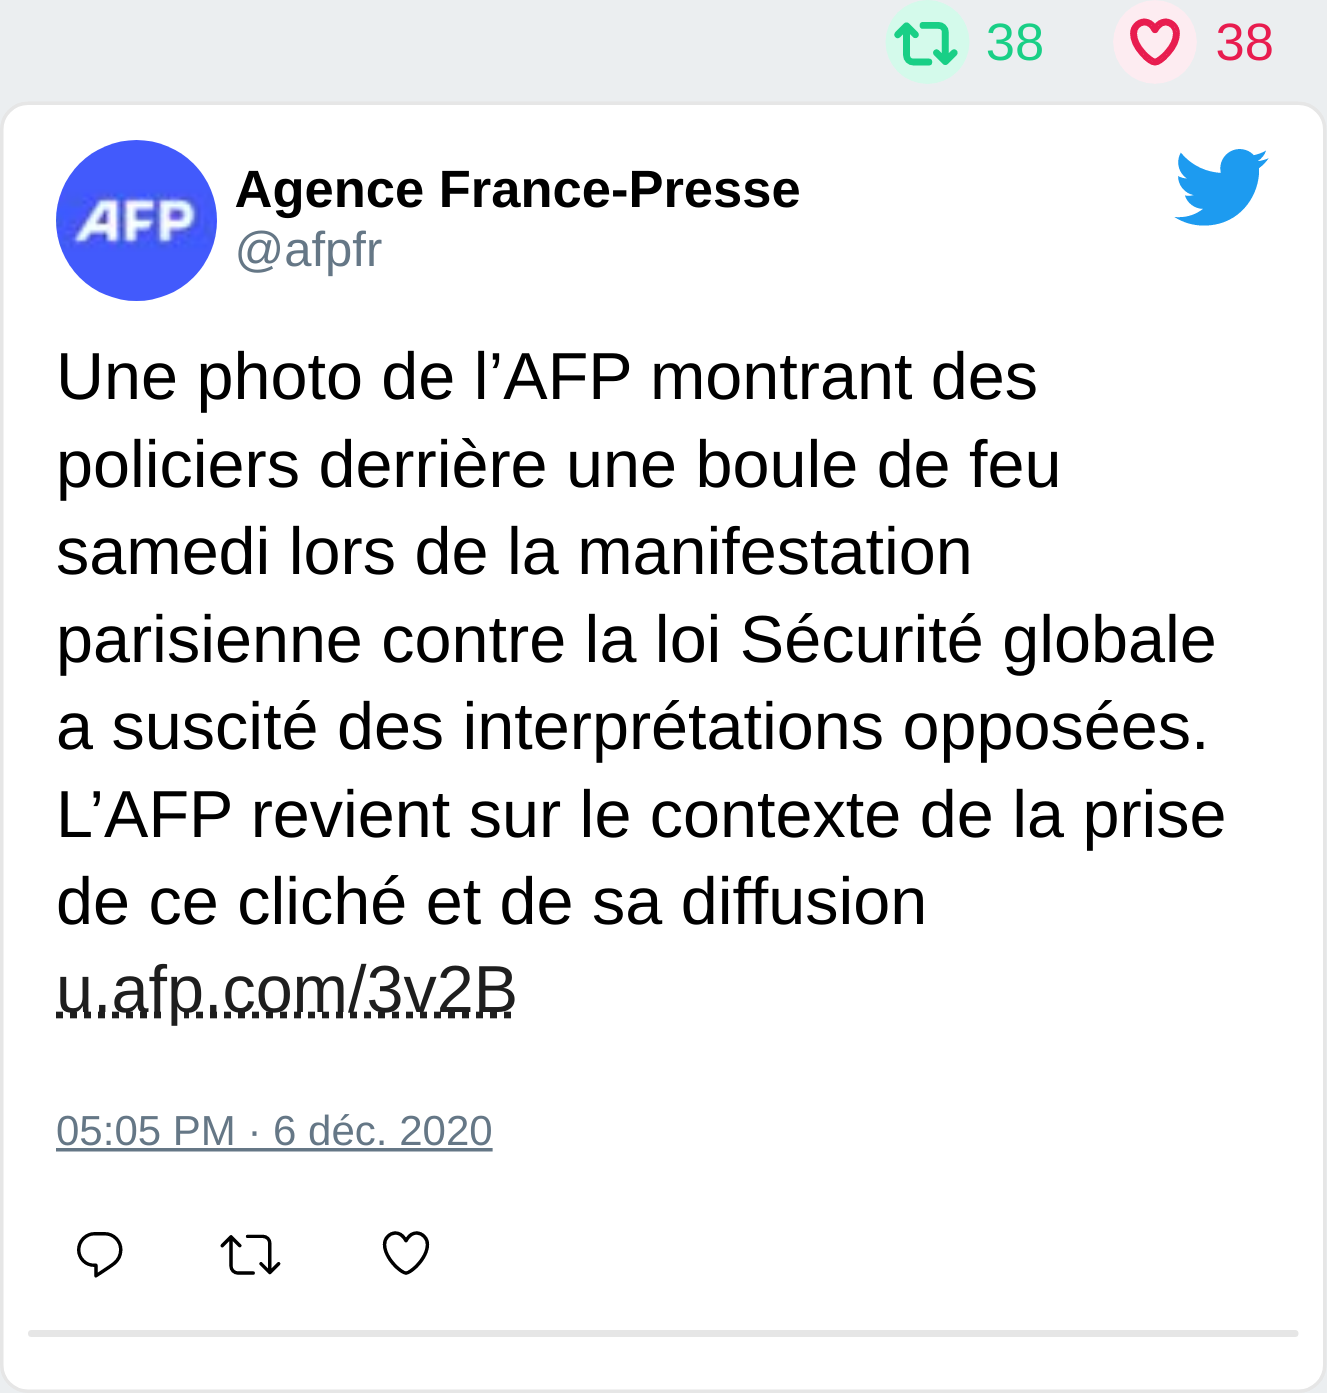 38 38
AFP
Agence France-Presse
@afpfr
Une photo de l’AFP montrant des
policiers derrière une boule de feu
samedi lors de la manifestation
parisienne contre la loi Sécurité globale
a suscité des interprétations opposées.
L’AFP revient sur le contexte de la prise
de ce cliché et de sa diffusion
u.afp.com/3v2B
05:05 PM · 6 déc. 2020